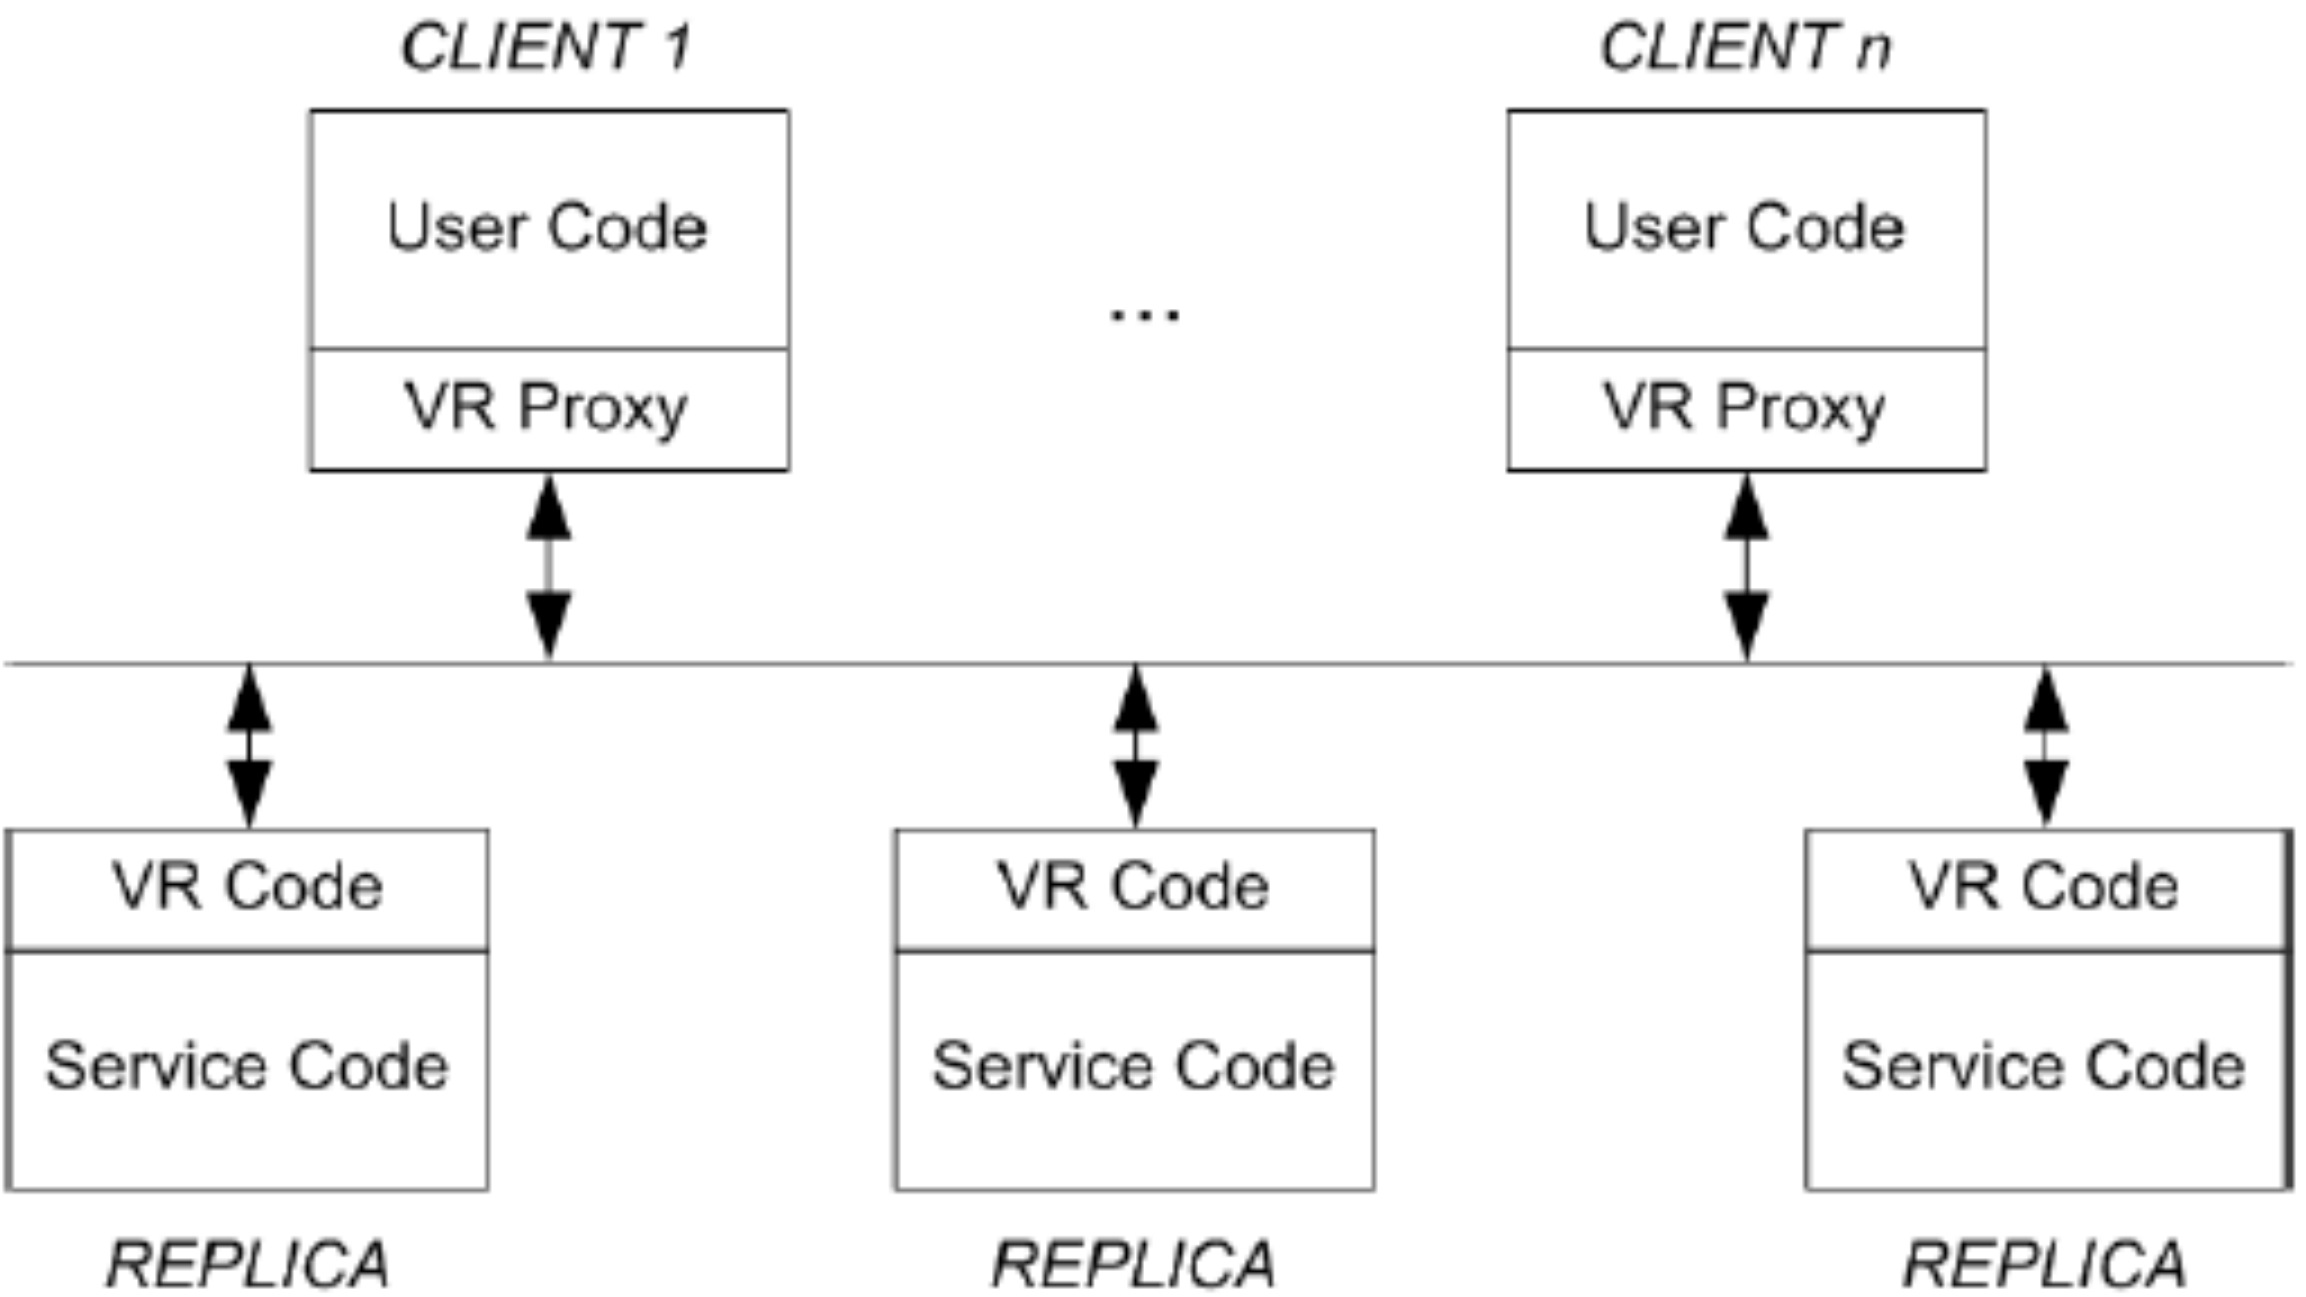 CLIENT 1
CLIENT n
User Code
User Code
...
VR Proxy
VR Proxy
VR Code
VR Code
VR Code
Service Code
Service Code
Service Code
REPLICA
REPLICA
REPLICA